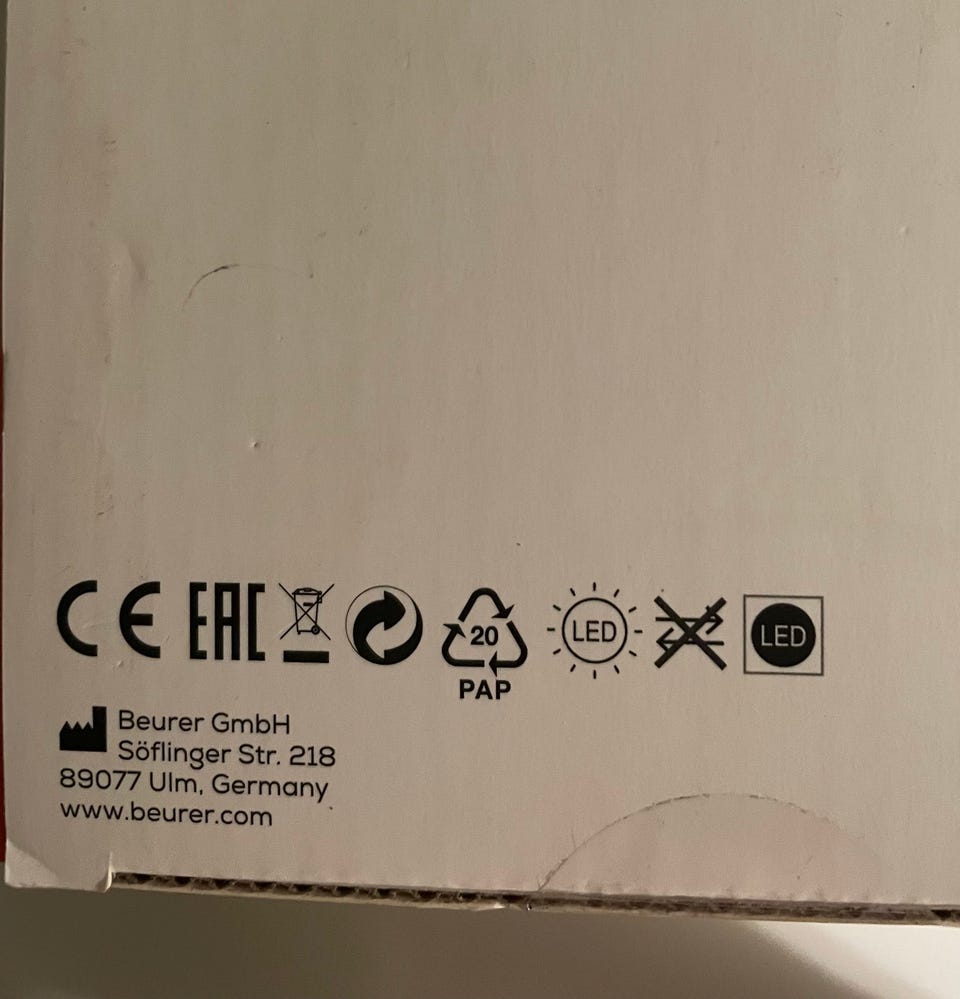 CE EAC 20 LED LED
PAP
Beurer GmbH
Söflinger Str. 218
89077 Ulm, Germany
www.beurer.com